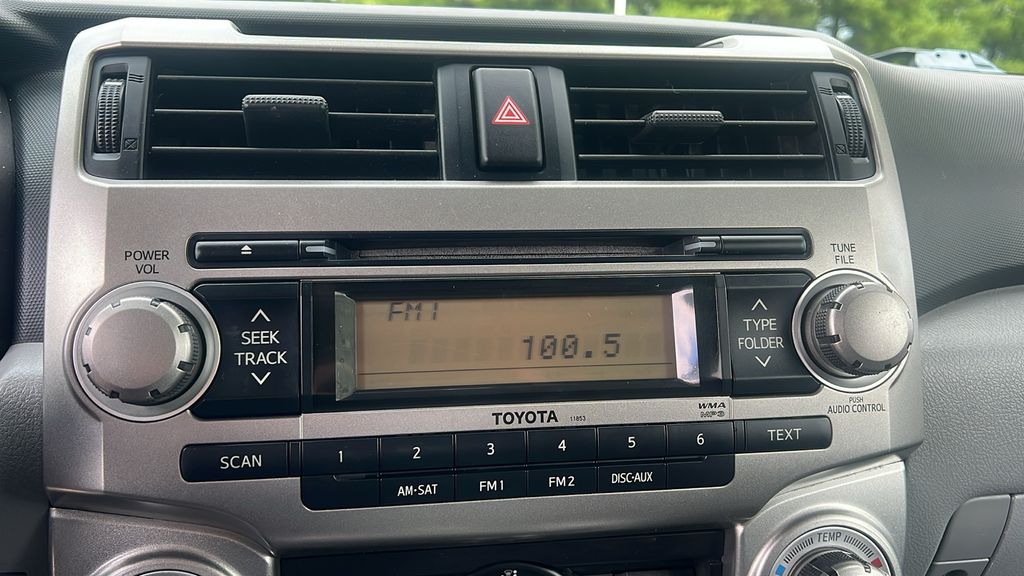 POWER
VOL
TUNE
FILE
SEEK
TRACK
FM1
100.5
TYPE
FOLDER
TOYOTA 11853
WMA
MP3
PUSH
AUDIO CONTROL
SCAN
1 2 3 4 5 6
TEXT
AM·SAT FM1 FM2 DISC·AUX
TEMP